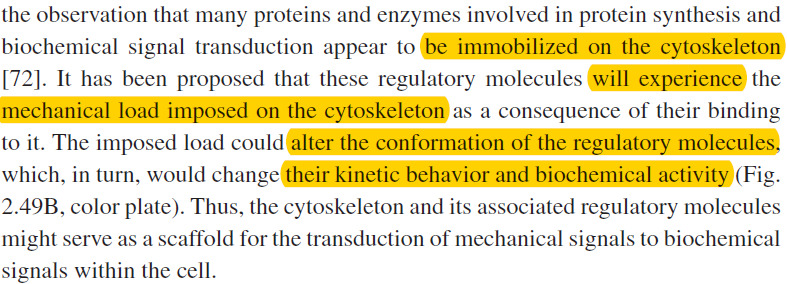 the observation that many proteins and enzymes involved in protein synthesis and
biochemical signal transduction appear to be immobilized on the cytoskeleton
[72]. It has been proposed that these regulatory molecules will experience the
mechanical load imposed on the cytoskeleton as a consequence of their binding
to it. The imposed load could alter the conformation of the regulatory molecules,
which, in turn, would change their kinetic behavior and biochemical activity (Fig.
2.49B, color plate). Thus, the cytoskeleton and its associated regulatory molecules
might serve as a scaffold for the transduction of mechanical signals to biochemical
signals within the cell.